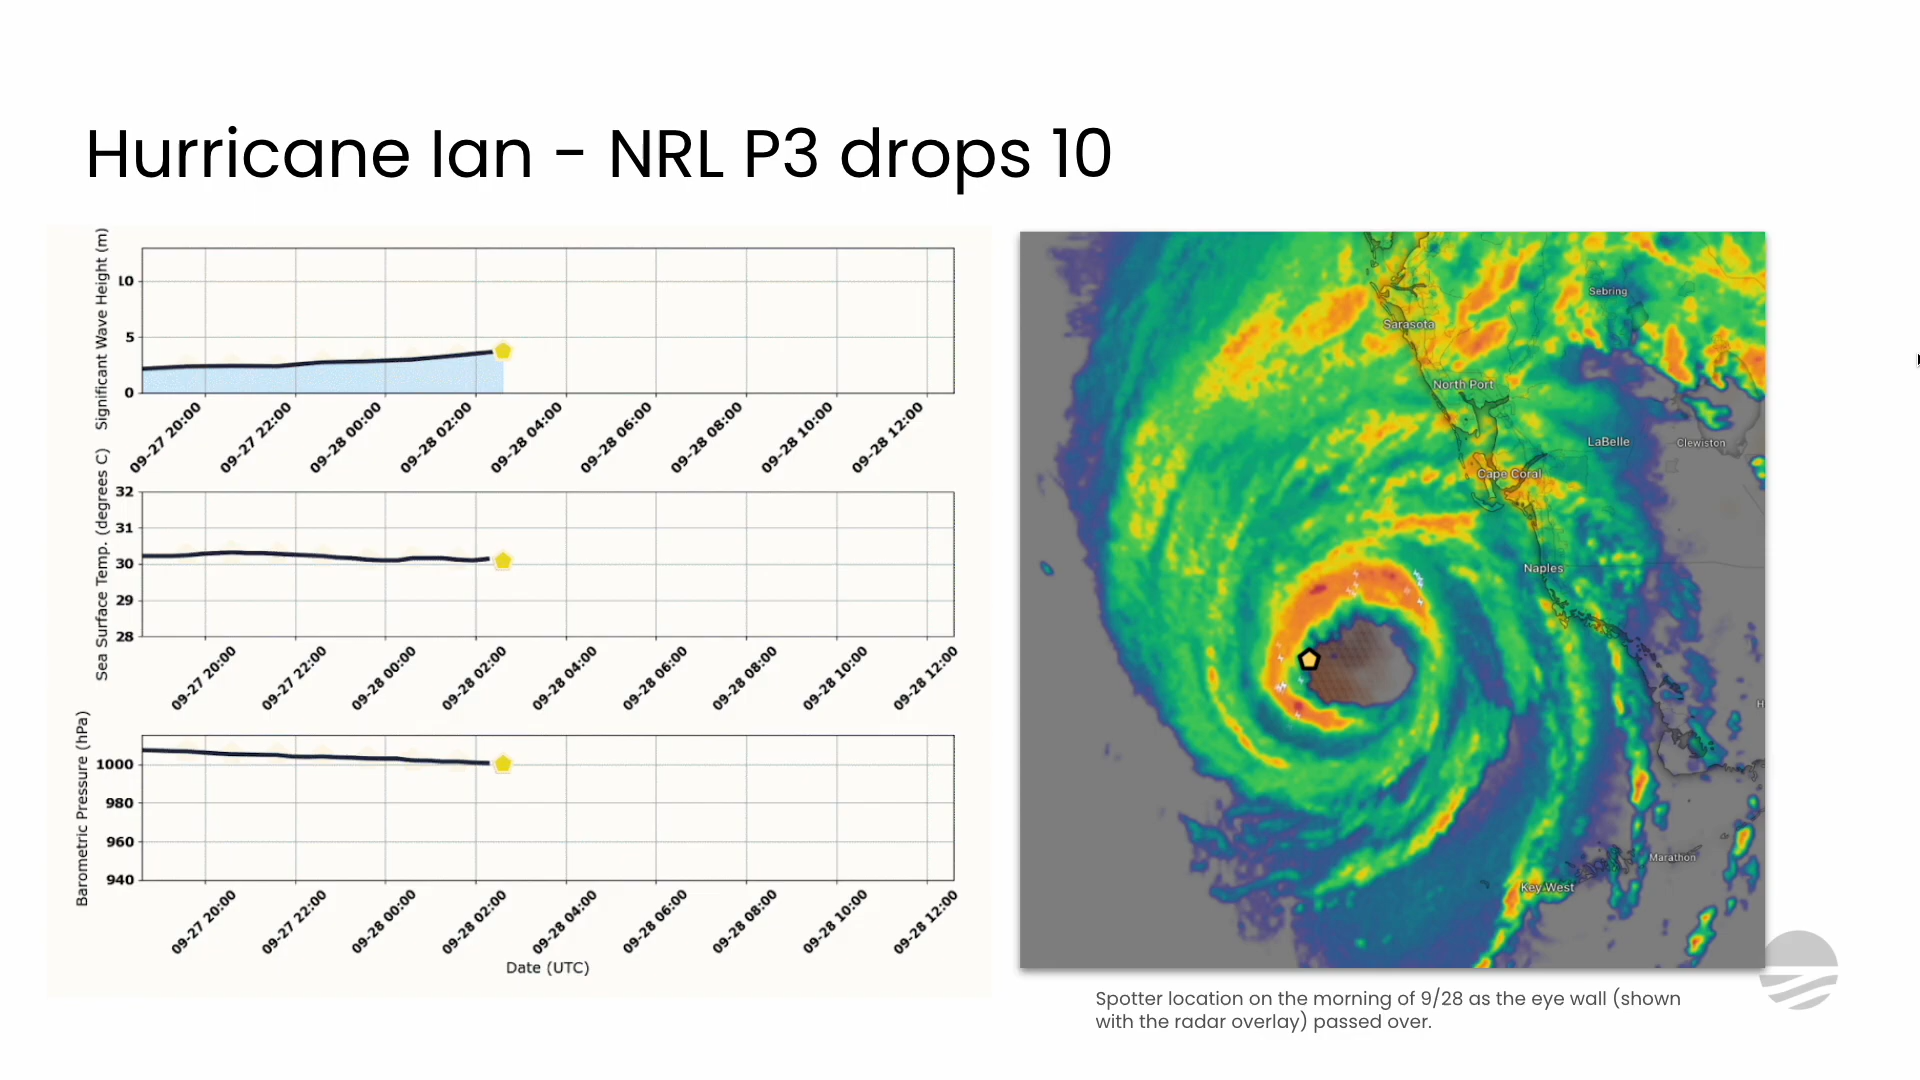 Hurricane Ian - NRL P3 drops 10
Significant Wave Height (m)
10
5
0
09-27 20:00
09-27 22:00
09-28 00:00
09-28 02:00
09-28 04:00
09-28 06:00
09-28 08:00
09-28 10:00
09-28 12:00
Sea Surface Temp. (degrees C)
32
31
30
29
28
09-27 20:00
09-27 22:00
09-28 00:00
09-28 02:00
09-28 04:00
09-28 06:00
09-28 08:00
09-28 10:00
09-28 12:00
Barometric Pressure (hPa)
1000
980
960
940
09-27 20:00
09-27 22:00
09-28 00:00
09-28 02:00
09-28 04:00
09-28 06:00
09-28 08:00
09-28 10:00
09-28 12:00
Date (UTC)
Sebring
Sarasota
North Port
LaBelle
Clewiston
Cape Coral
Naples
H
Marathon
Key West
Spotter location on the morning of 9/28 as the eye wall (shown
with the radar overlay) passed over.